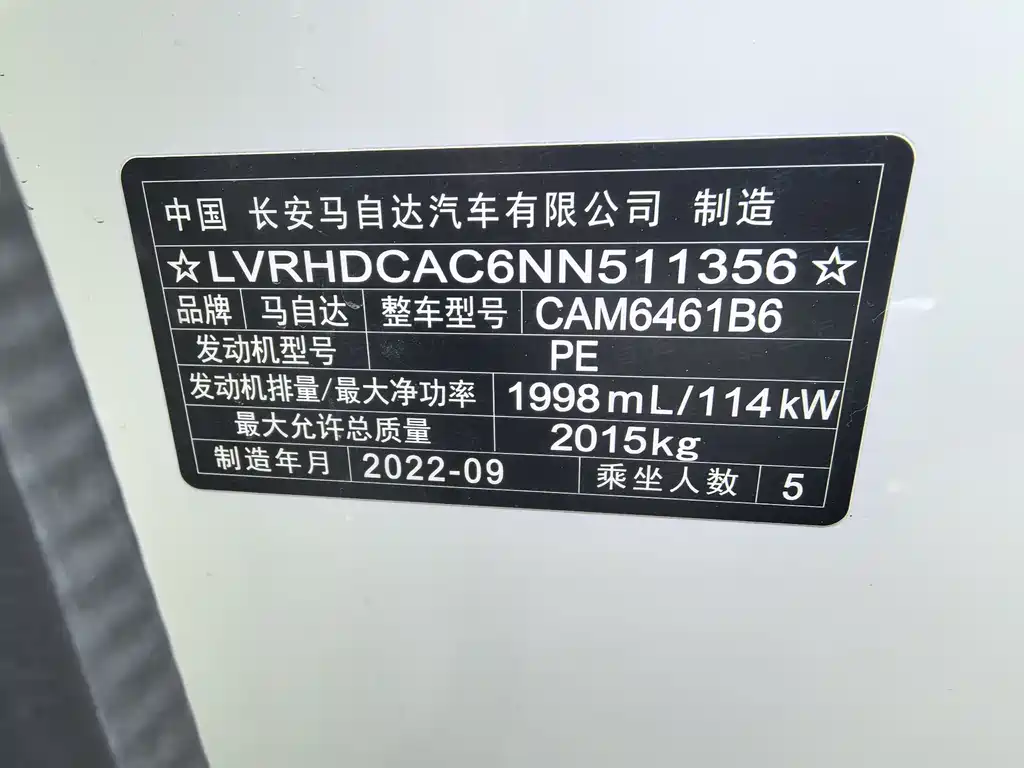 中国 长安马自达汽车有限公司 制造
☆LVRHDCAC6NN511356☆
品牌 马自达 整车型号 CAM6461B6
发动机型号 PE
发动机排量/最大净功率 1998mL/114kW
最大允许总质量 2015kg
制造年月 2022-09 乘坐人数 5